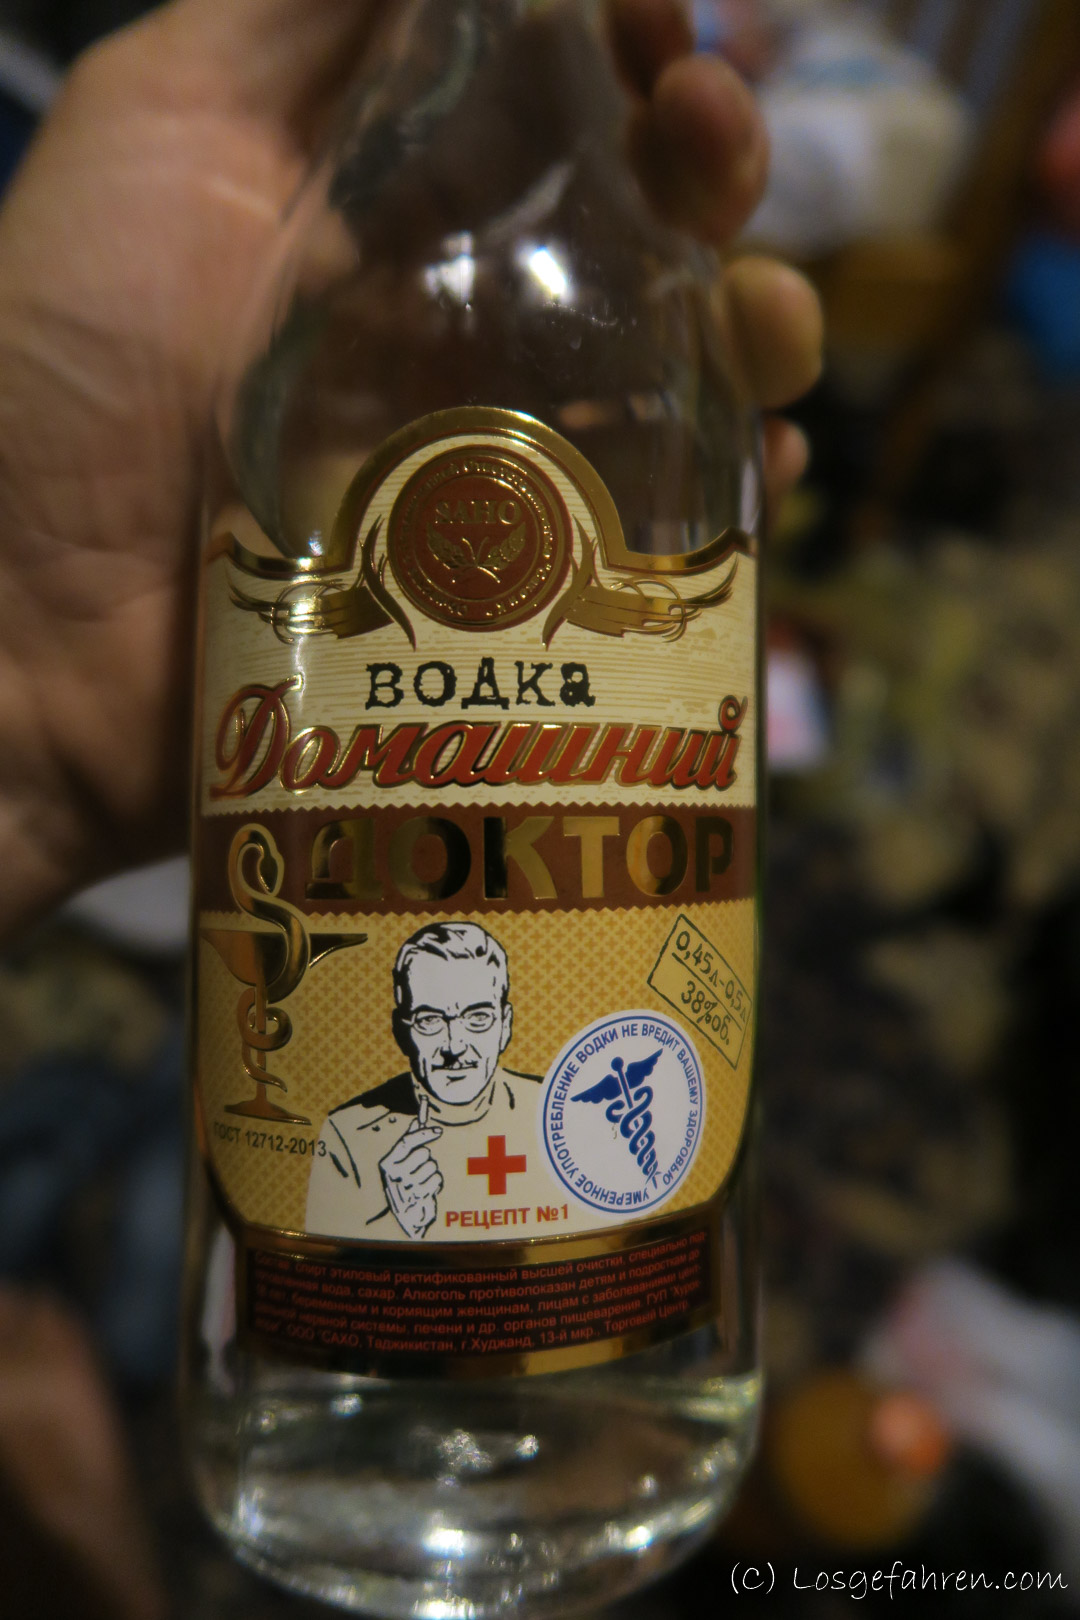 ВОДКА
Домашний
ДОКТОР
0,45л-0,5л
38%об.
УМЕРЕННОЕ УПОТРЕБЛЕНИЕ ВОДКИ НЕ ВРЕДИТ ВАШЕМУ ЗДОРОВЬЮ
ГОСТ 12712-2013
РЕЦЕПТ №1
Состав: спирт этиловый ректификованный высшей очистки, специально под-
готовленная вода, сахар. Алкоголь противопоказан детям и подросткам до
18 лет, беременным и кормящим женщинам, лицам с заболеваниями цент-
ральной нервной системы, печени и др. органов пищеварения. ГУП
ООО "САХО, Таджикистан, г.Худжанд, 13-й мкр., Торговый Центр
(C) Losgefahren.com